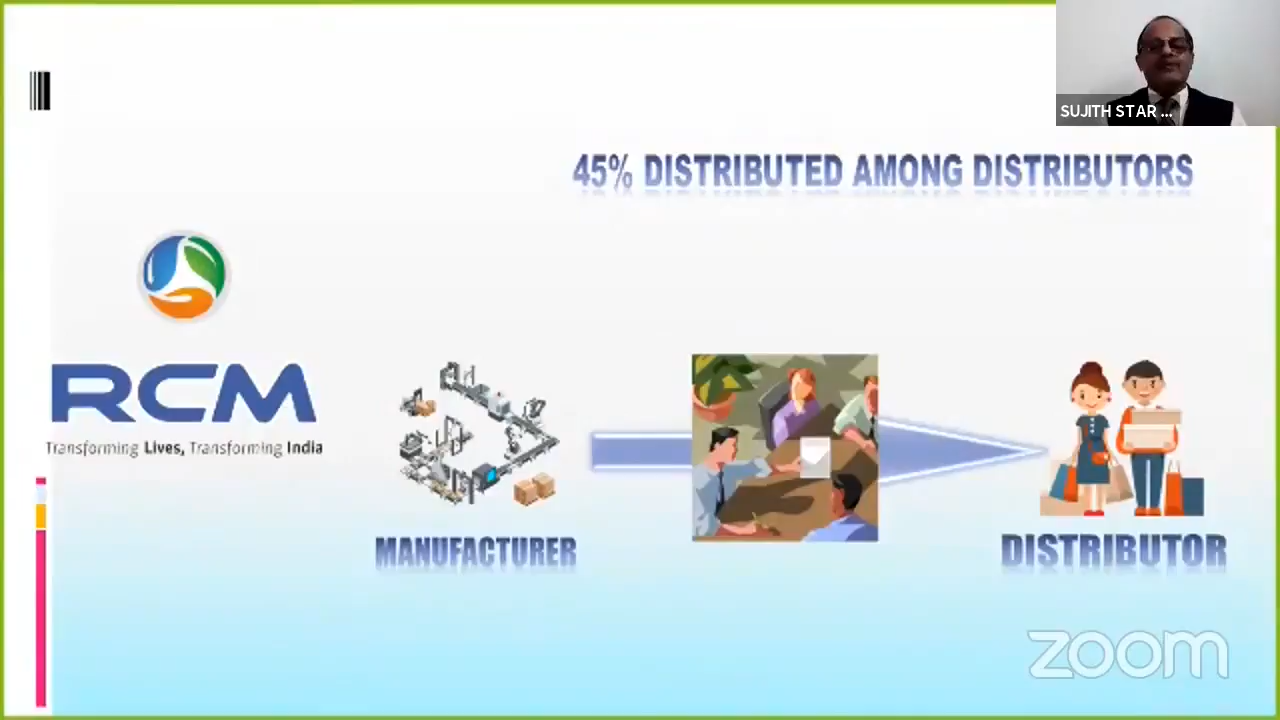 SUJITH STAR ...
45% DISTRIBUTED AMONG DISTRIBUTORS
RCM
Transforming Lives, Transforming India
MANUFACTURER
DISTRIBUTOR
zoom